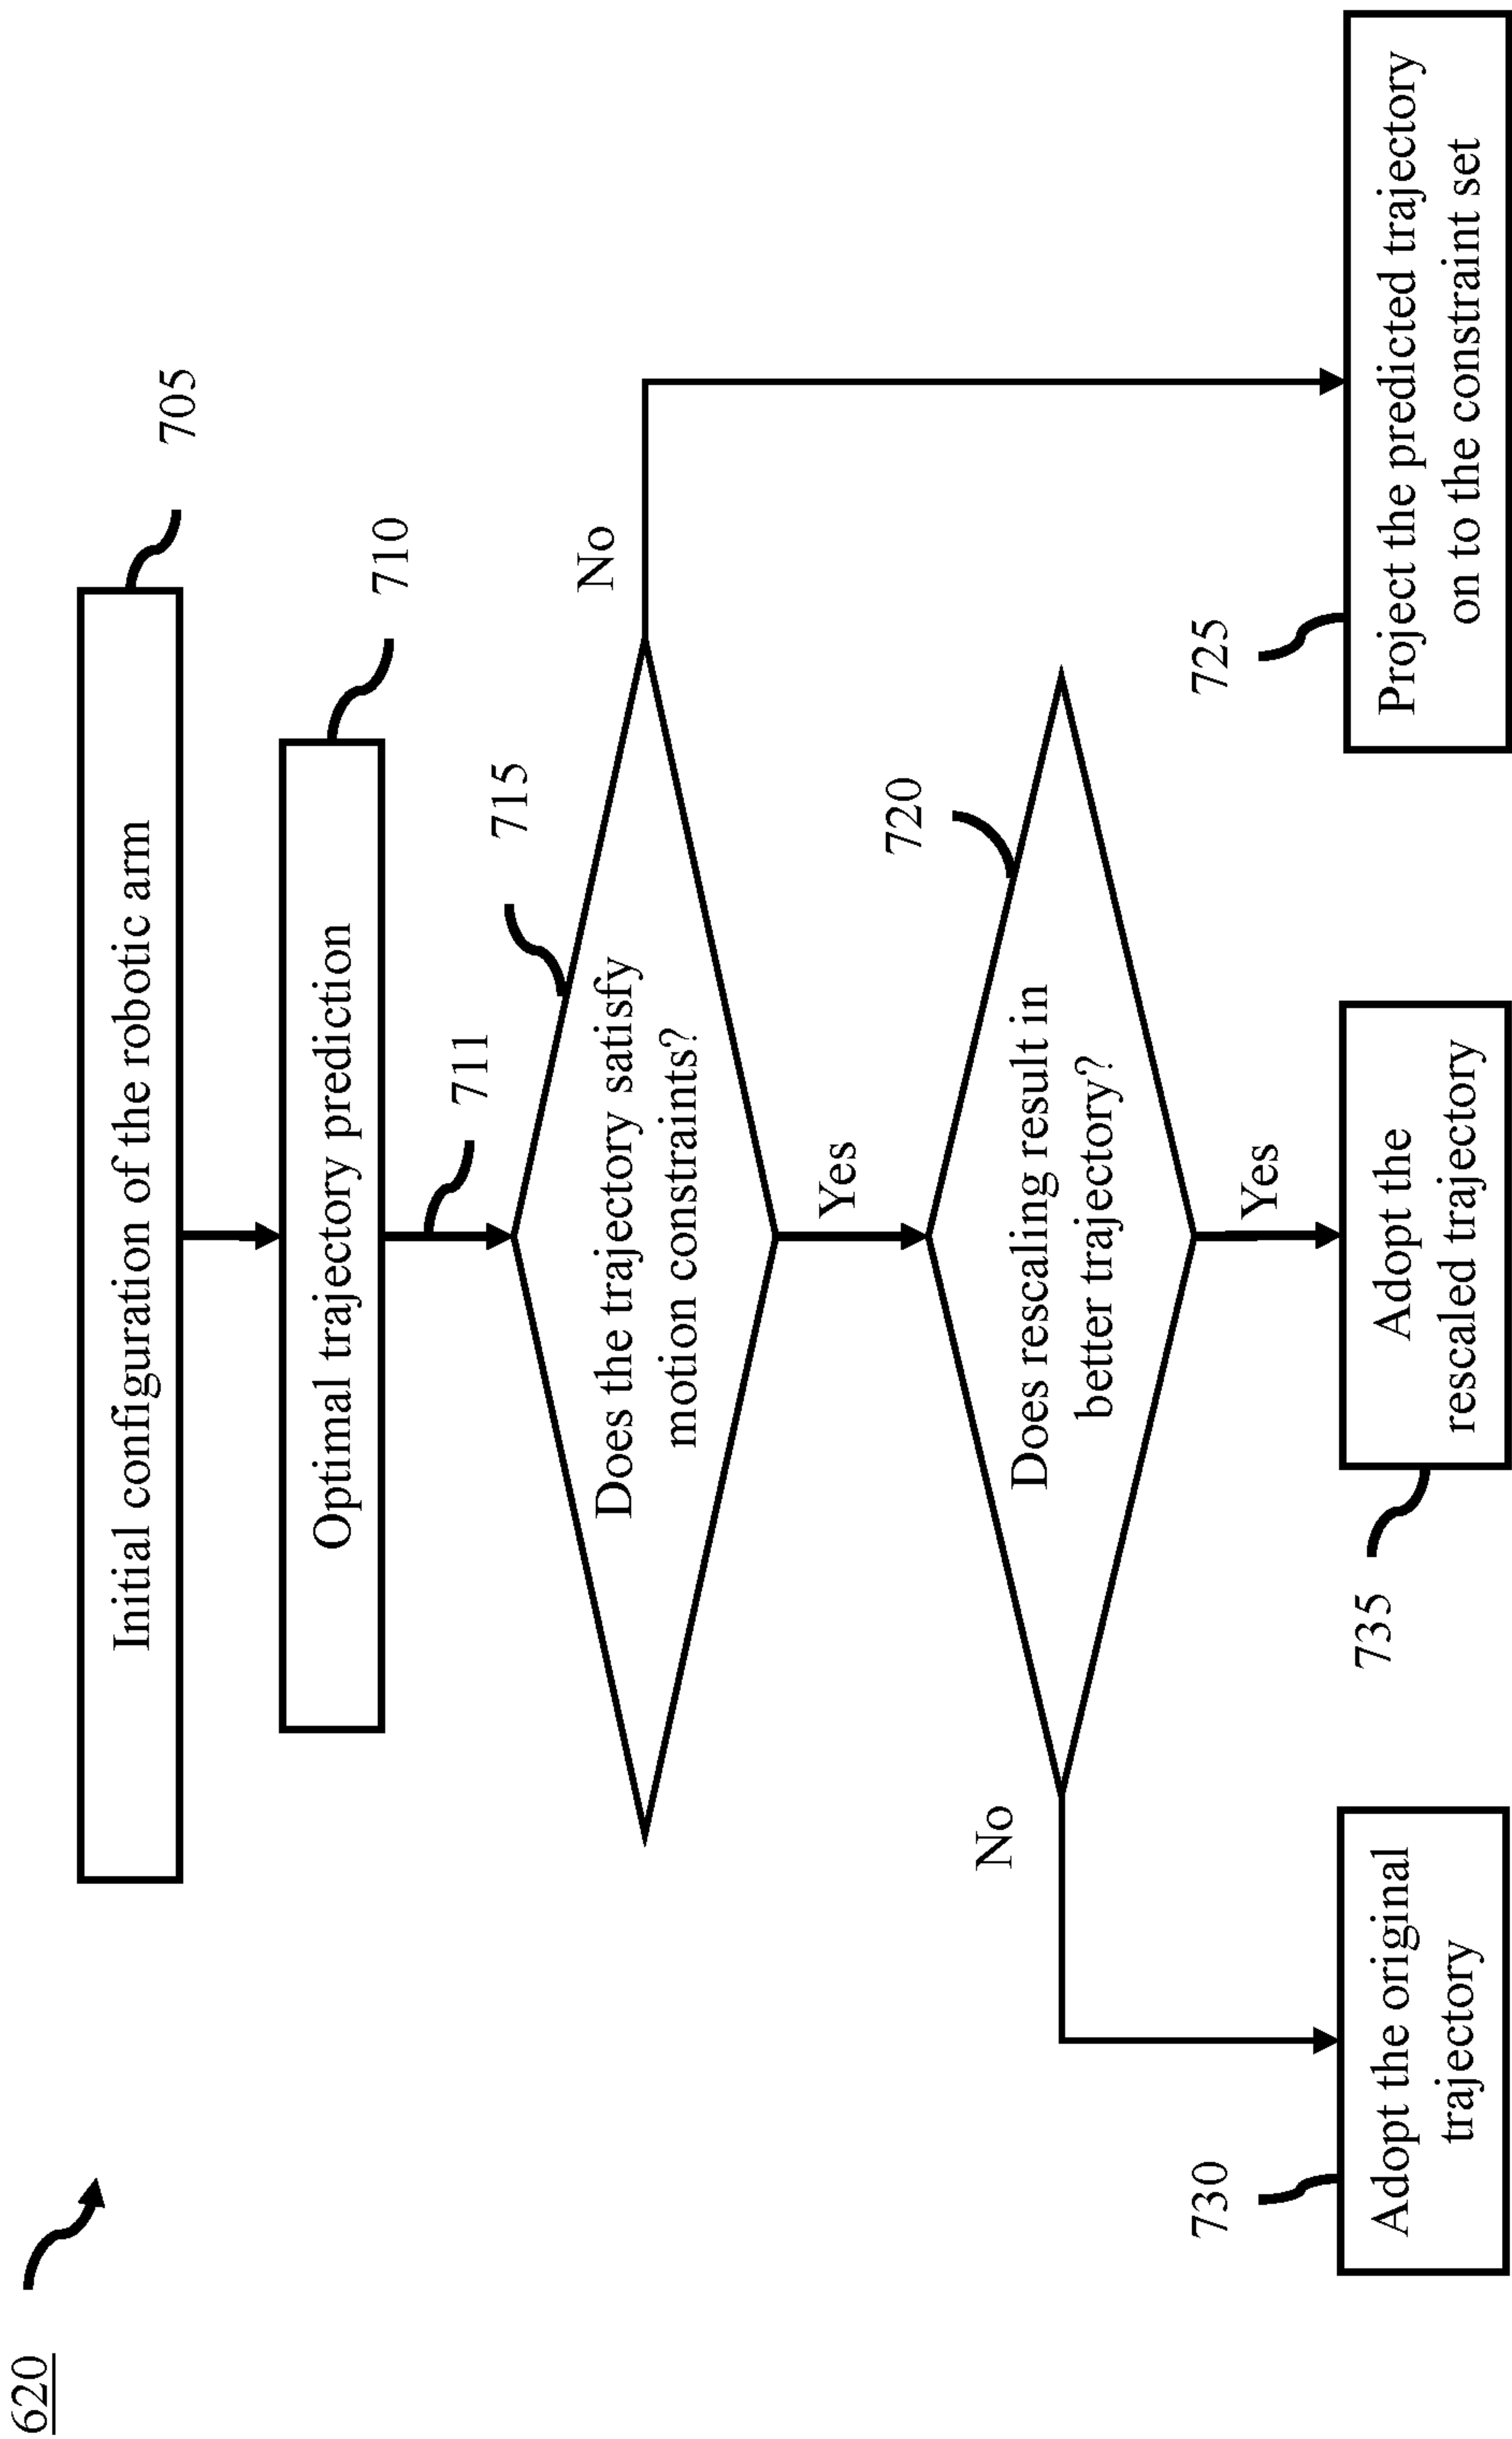 620
Initial configuration of the robotic arm
705
Optimal trajectory prediction
710
711
715
Does the trajectory satisfy
motion constraints?
No
Yes
720
Does rescaling result in
better trajectory?
No
Yes
730
Adopt the original
trajectory
735
Adopt the
rescaled trajectory
725
Project the predicted trajectory
on to the constraint set